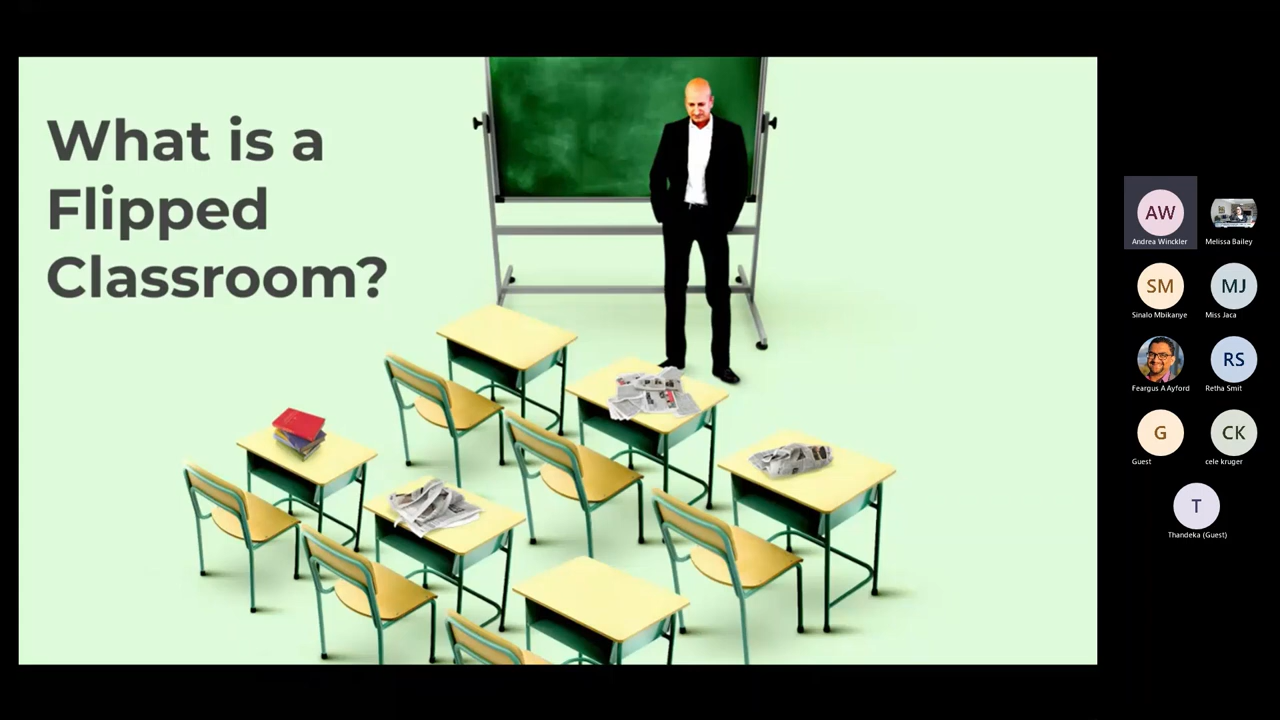 What is a
Flipped
Classroom?
AW
Andrea Winckler
Melissa Bailey
SM
Sinalo Mbikanye
MJ
Miss Jaca
Feargus A Ayford
RS
Retha Smit
G
Guest
CK
cele kruger
T
Thandeka (Guest)